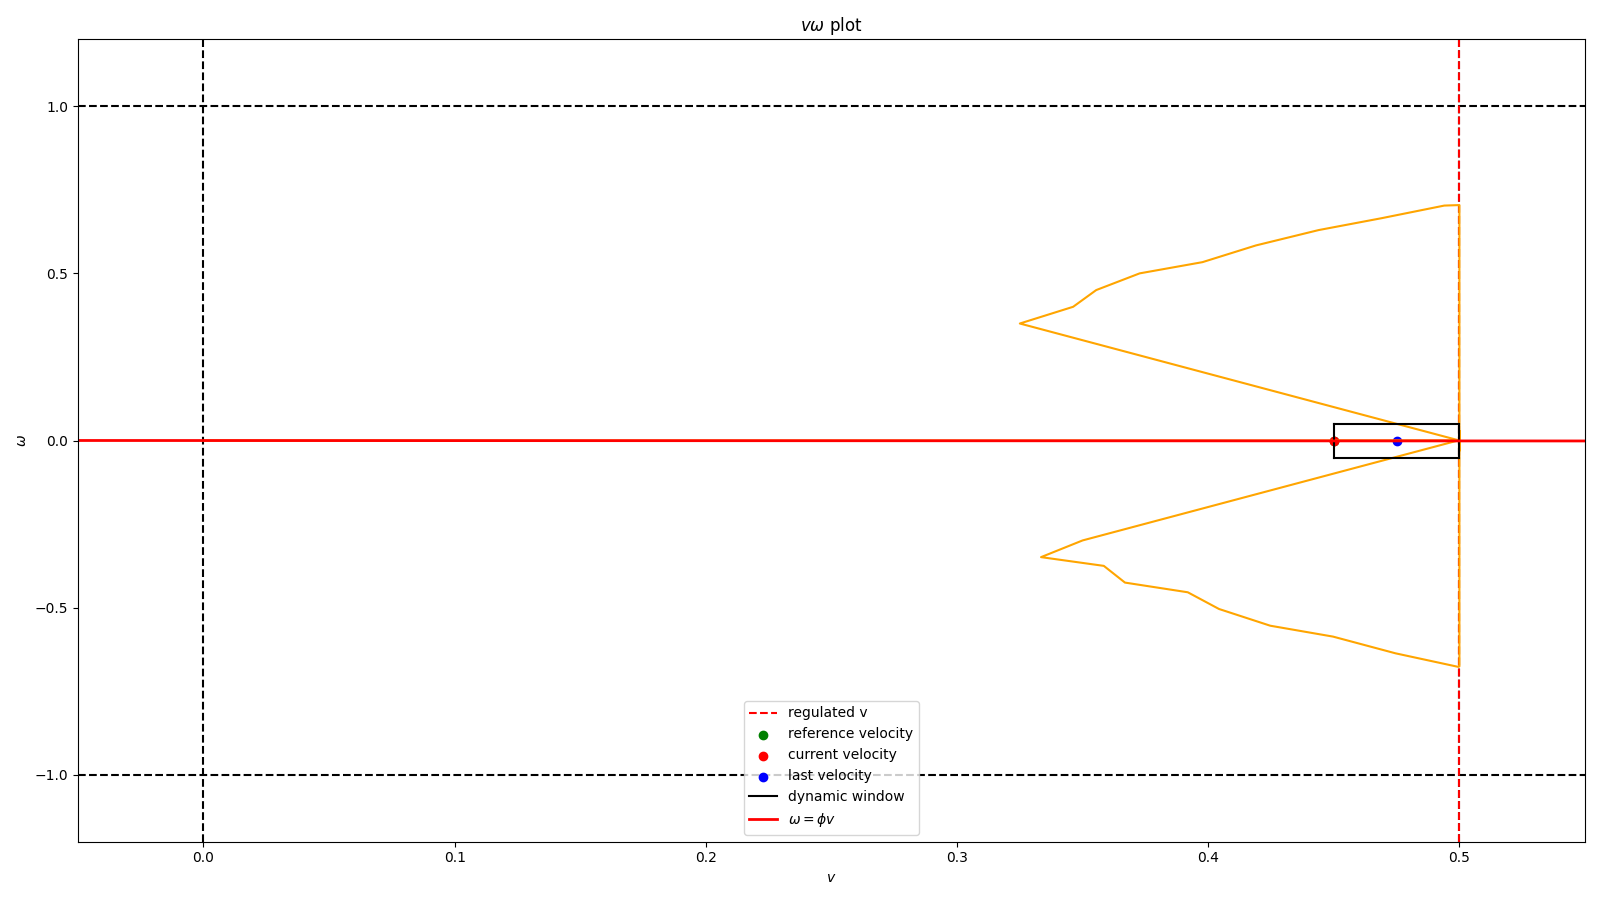 vω plot
1.0
0.5
0.0
−0.5
−1.0
ω
regulated v
reference velocity
current velocity
last velocity
dynamic window
ω = ϕv
0.0 0.1 0.2 0.3 0.4 0.5
v